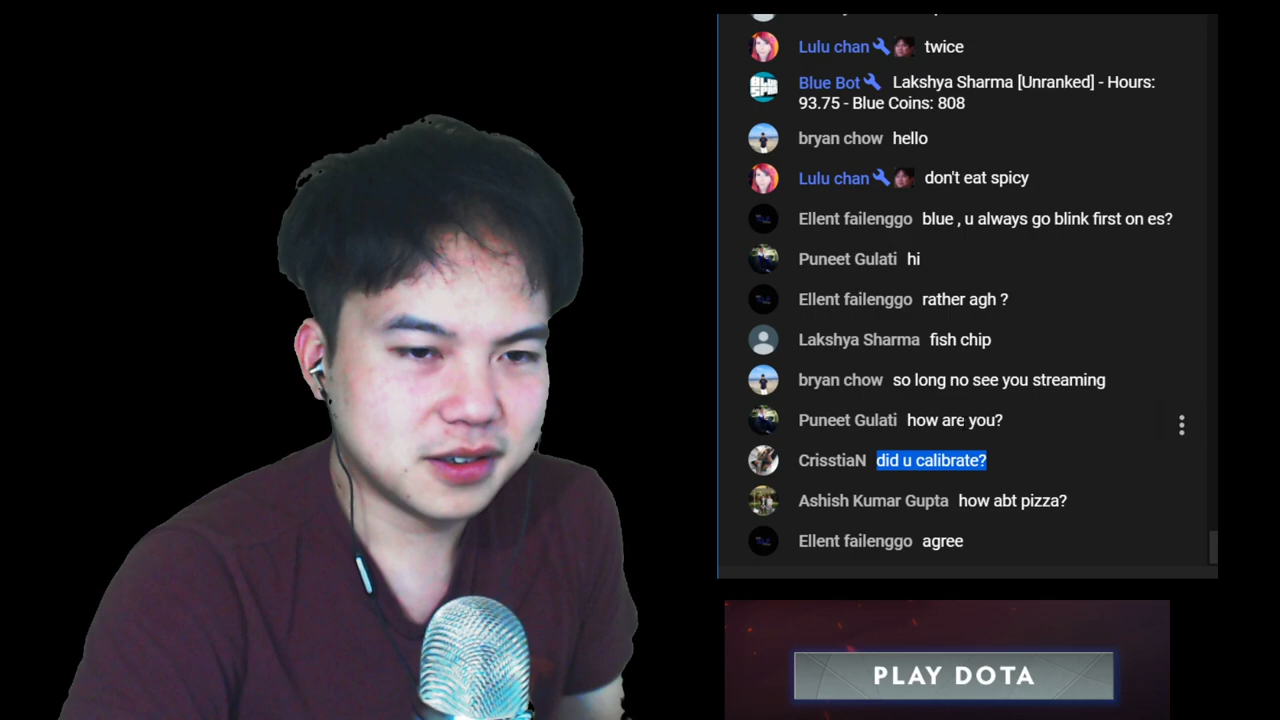 Lulu chan twice
Blue Bot Lakshya Sharma [Unranked] - Hours:
93.75 - Blue Coins: 808
bryan chow hello
Lulu chan don't eat spicy
Ellent failenggo blue , u always go blink first on es?
Puneet Gulati hi
Ellent failenggo rather agh ?
Lakshya Sharma fish chip
bryan chow so long no see you streaming
Puneet Gulati how are you?
CrisstiaN did u calibrate?
Ashish Kumar Gupta how abt pizza?
Ellent failenggo agree
PLAY DOTA